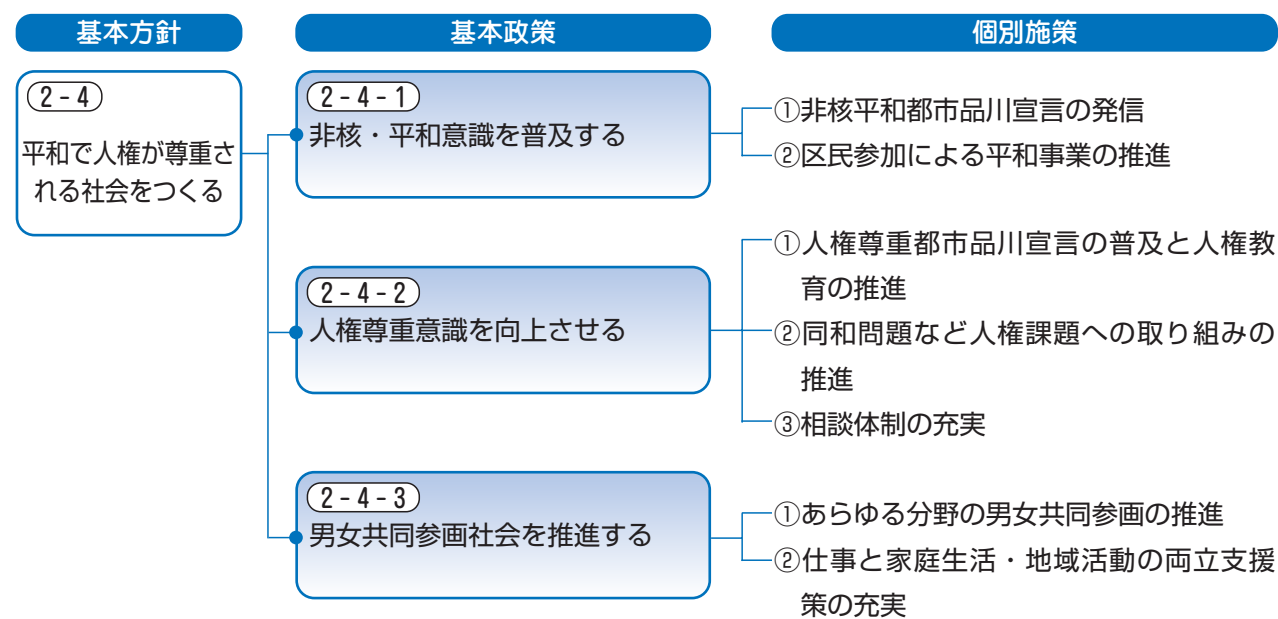 基本方針
基本政策
個別施策
2-4
平和で人権が尊重さ
れる社会をつくる
2-4-1
非核・平和意識を普及する
①非核平和都市品川宣言の発信
②区民参加による平和事業の推進
2-4-2
人権尊重意識を向上させる
①人権尊重都市品川宣言の普及と人権教
育の推進
②同和問題など人権課題への取り組みの
推進
③相談体制の充実
2-4-3
男女共同参画社会を推進する
①あらゆる分野の男女共同参画の推進
②仕事と家庭生活・地域活動の両立支援
策の充実